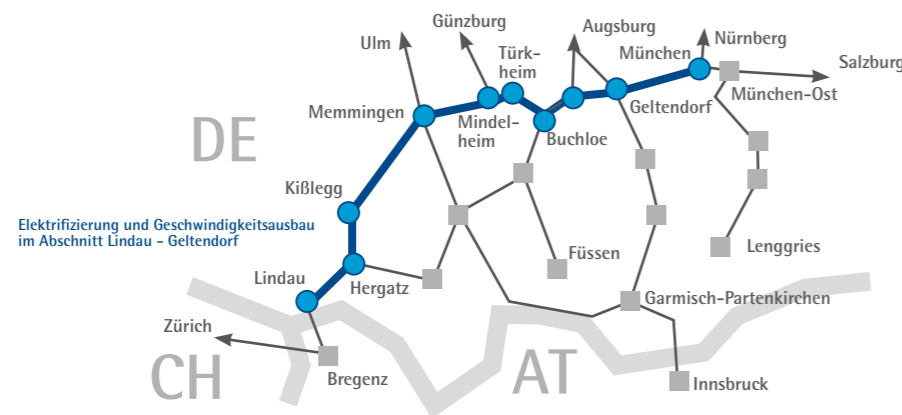 Günzburg
Augsburg
Ulm
Türk-
heim
München
Nürnberg
Salzburg
Memmingen
Mindel-
heim
Buchloe
Geltendorf
München-Ost
DE
Kißlegg
Elektrifizierung und Geschwindigkeitsausbau
im Abschnitt Lindau – Geltendorf
Füssen
Lenggries
Lindau
Hergatz
Garmisch-Partenkirchen
Zürich
CH
Bregenz
AT
Innsbruck